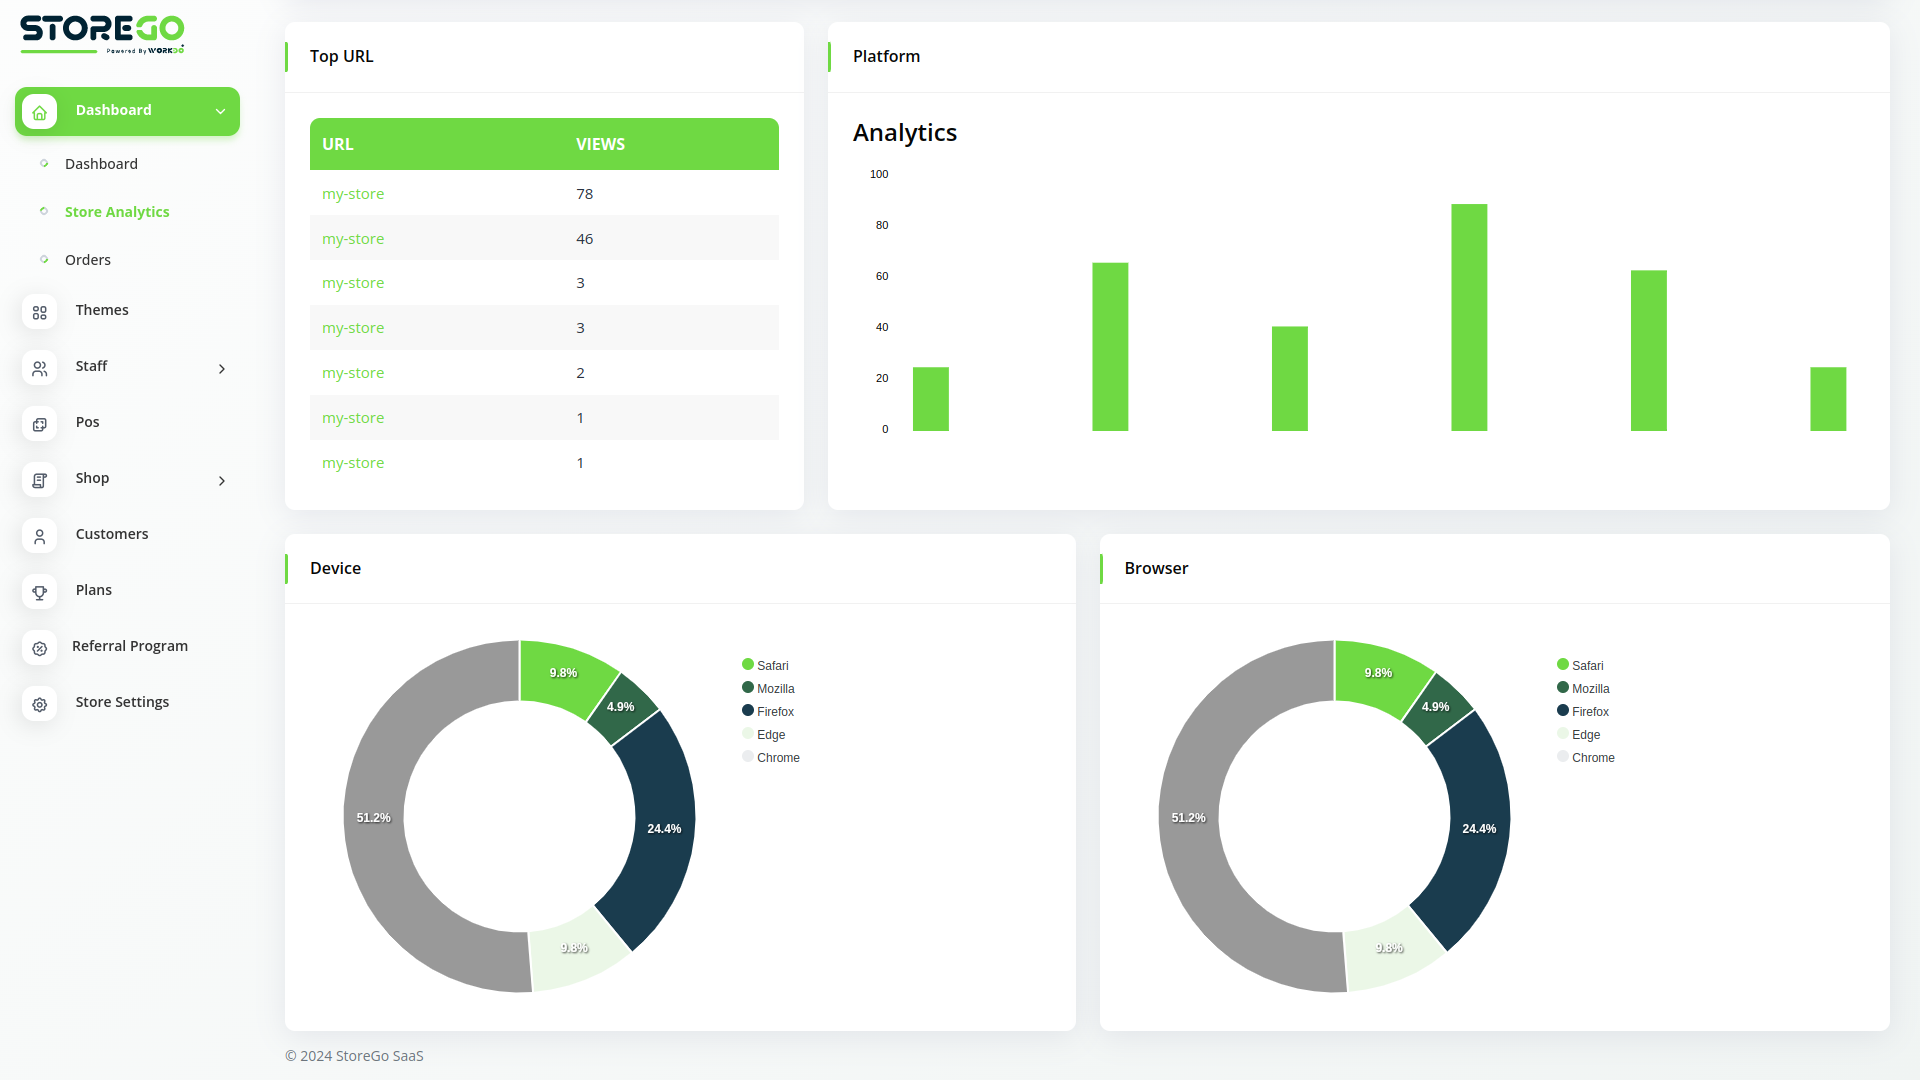 STOREGO
Powered By WORKDO
Dashboard
Dashboard
Store Analytics
Orders
Themes
Staff
Pos
Shop
Customers
Plans
Referral Program
Store Settings
Top URL
URL VIEWS
my-store 78
my-store 46
my-store 3
my-store 3
my-store 2
my-store 1
my-store 1
Platform
Analytics
100
80
60
40
20
0
Device
9.8%
4.9%
24.4%
9.8%
51.2%
Safari
Mozilla
Firefox
Edge
Chrome
Browser
9.8%
4.9%
24.4%
9.8%
51.2%
Safari
Mozilla
Firefox
Edge
Chrome
© 2024 StoreGo SaaS